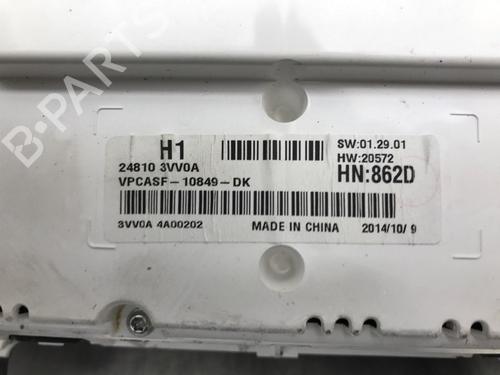 H1
SW:01.29.01
HW:20572
HN:862D
24810 3VV0A
VPCASF-10849-DK
3VV0A 4A00202
MADE IN CHINA
2014/10/ 9
B-PARTS